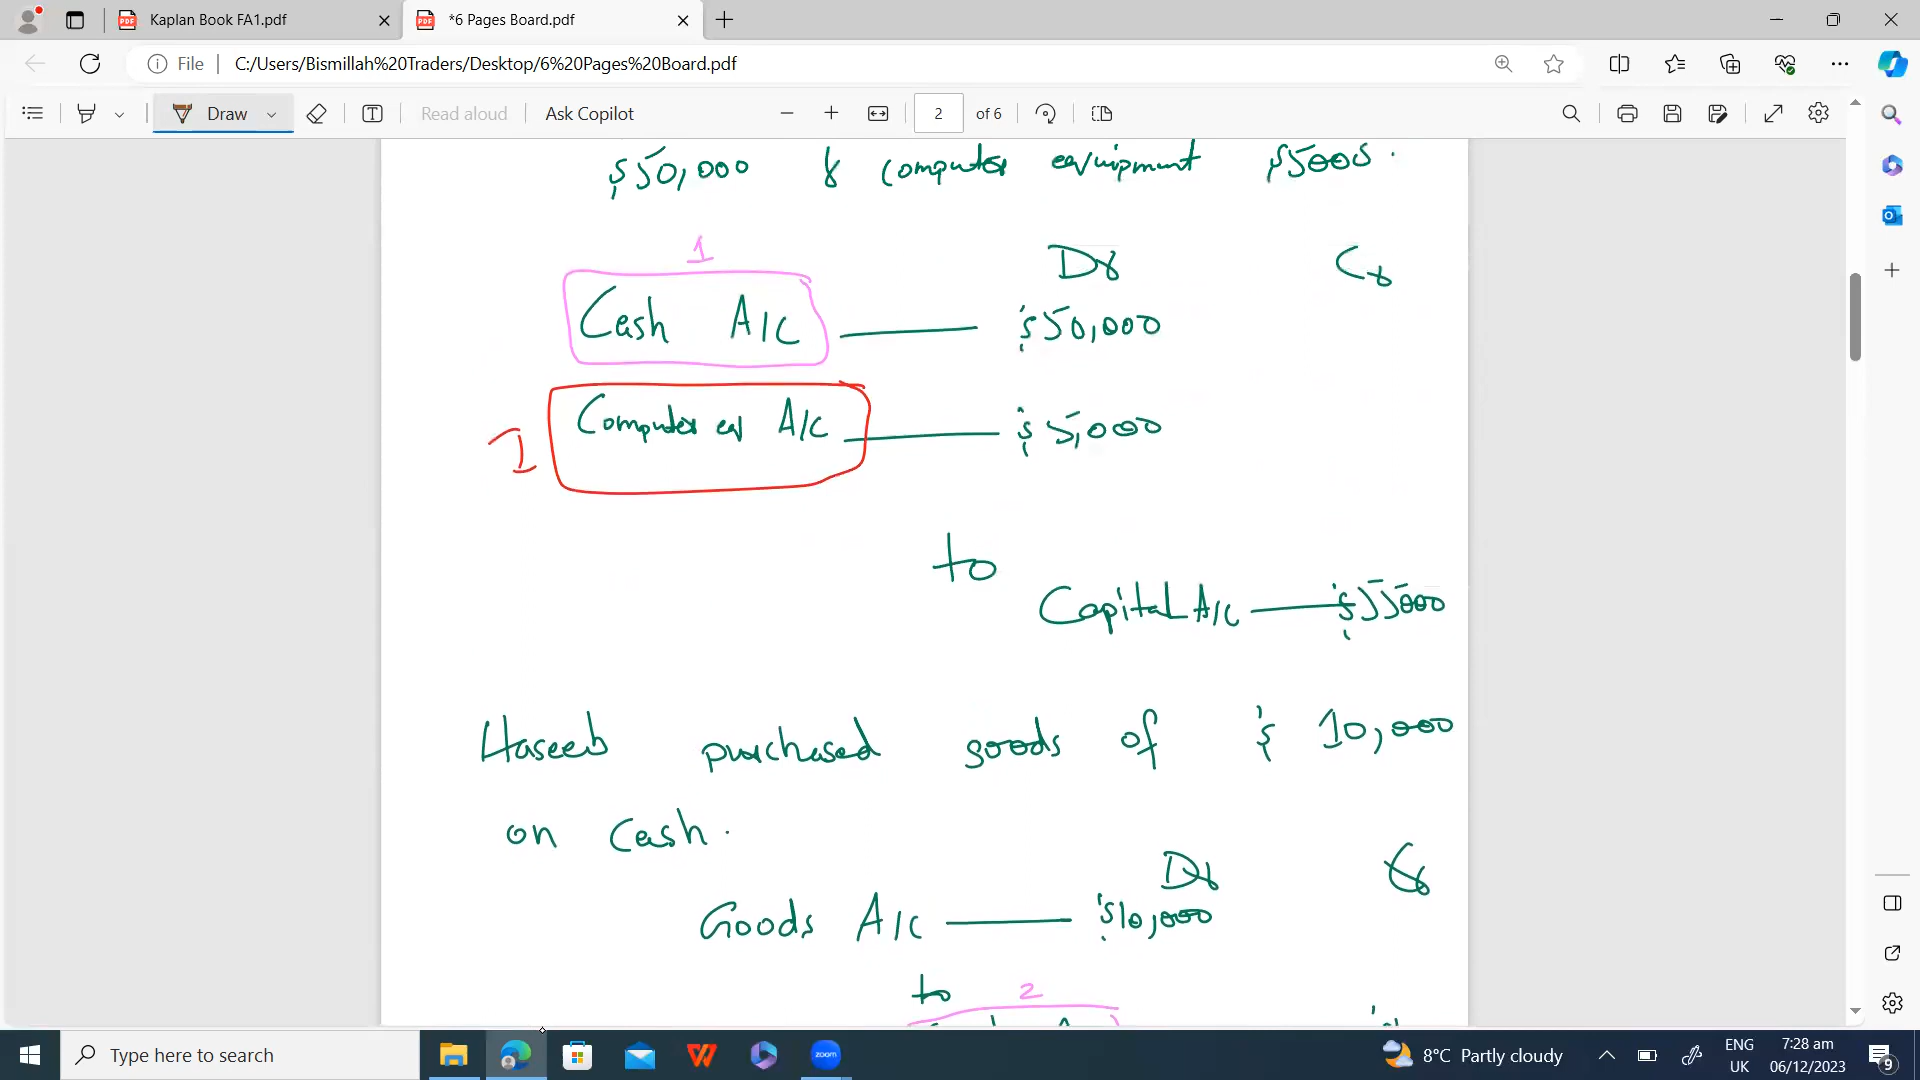 Kaplan Book FA1.pdf
*6 Pages Board.pdf
File
C:/Users/Bismillah%20Traders/Desktop/6%20Pages%20Board.pdf
Draw
Read aloud
Ask Copilot
2 of 6
$50,000 & computer equipment $5000.
1
Dr Cr
Cash A/C $50,000
1 Computer eq A/C $5,000
to
Capital A/C $55000
Haseeb purchased goods of $10,000
on Cash.
Dr Cr
Goods A/C $10,000
to 2
Type here to search
zoom
8°C Partly cloudy
ENG
UK
7:28 am
06/12/2023
9